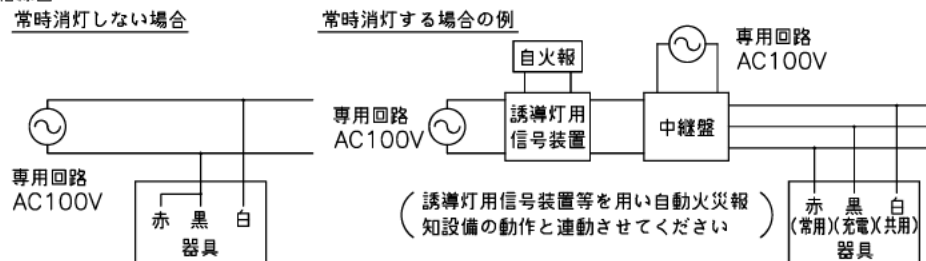 常時消灯しない場合
専用回路
AC100V
赤 黒 白
器具
常時消灯する場合の例
自火報
専用回路
AC100V
誘導灯用
信号装置
中継盤
専用回路
AC100V
誘導灯用信号装置等を用い自動火災報
知設備の動作と連動させてください
赤 黒 白
(常用)(充電)(共用)
器具